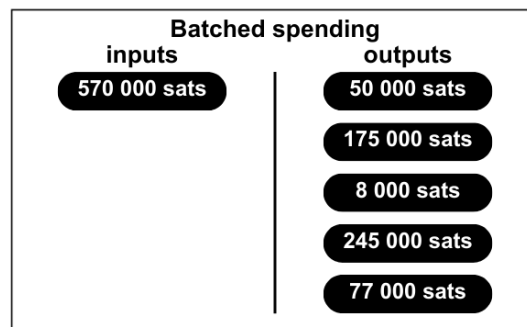 Batched spending
inputs outputs
570 000 sats 50 000 sats
175 000 sats
8 000 sats
245 000 sats
77 000 sats